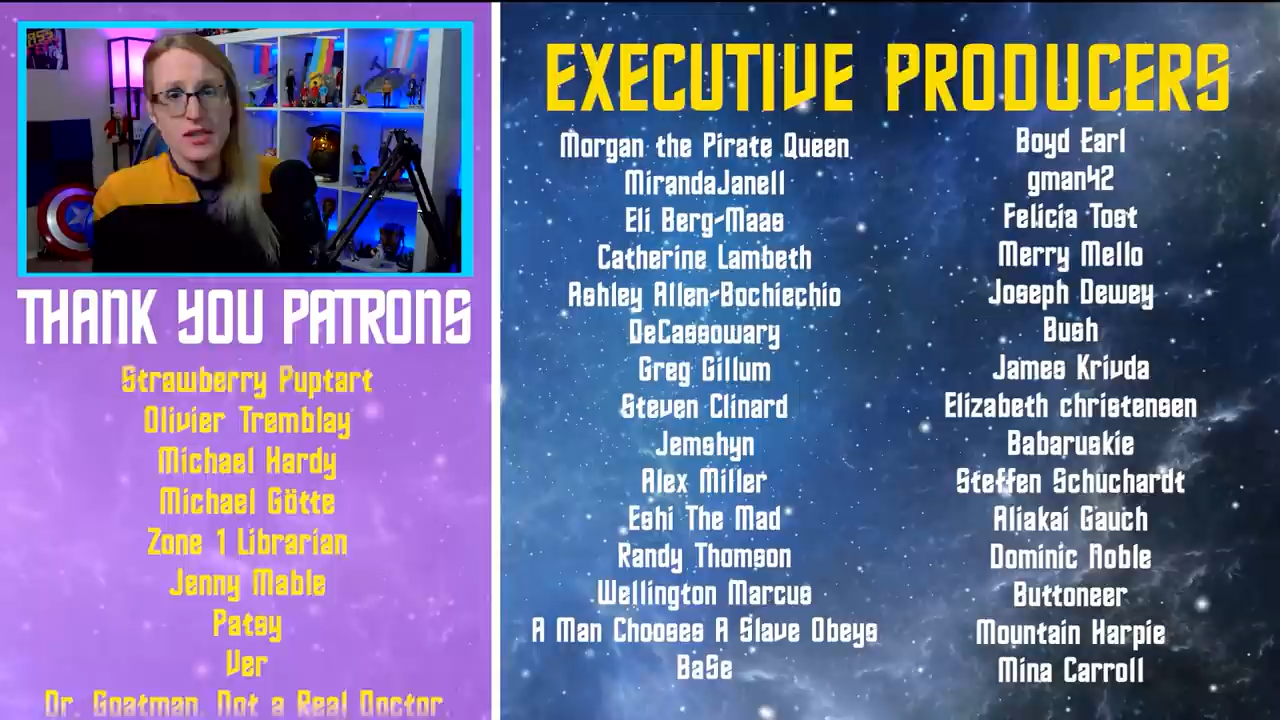 THANK YOU PATRONS
Strawberry Puptart
Olivier Tremblay
Michael Hardy
Michael Götte
Zone 1 Librarian
Jenny Mable
Patsy
Ver
Dr. Goatman. Not a Real Doctor.
EXECUTIVE PRODUCERS
Morgan the Pirate Queen
MirandaJanell
Eli Berg-Maas
Catherine Lambeth
Ashley Allen-Bochiechio
DeCassowary
Greg Gillum
Steven Clinard
Jemshyn
Alex Miller
Eshi The Mad
Randy Thomson
Wellington Marcus
A Man Chooses A Slave Obeys
BaSe
Boyd Earl
gman42
Felicia Tost
Merry Mello
Joseph Dewey
Bush
James Krivda
Elizabeth christensen
Babaruskie
Steffen Schuchardt
Aliakai Gauch
Dominic Noble
Buttoneer
Mountain Harpie
Mina Carroll